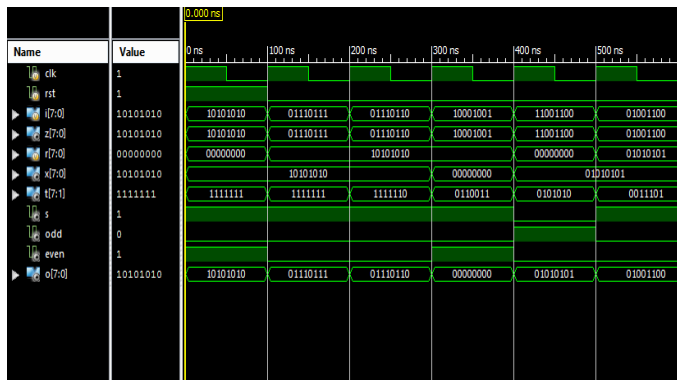 0.000 ns
Name Value 0 ns 100 ns 200 ns 300 ns 400 ns 500 ns
clk 1
rst 1
i[7:0] 10101010 10101010 01110111 01110110 10001001 11001100 01001100
z[7:0] 10101010 10101010 01110111 01110110 10001001 11001100 01001100
r[7:0] 00000000 00000000 10101010 00000000 01010101
x[7:0] 10101010 10101010 00000000 01010101
t[7:1] 1111111 1111111 1111111 1111110 0110011 0101010 0011101
s 1
odd 0
even 1
o[7:0] 10101010 10101010 01110111 01110110 00000000 01010101 01001100